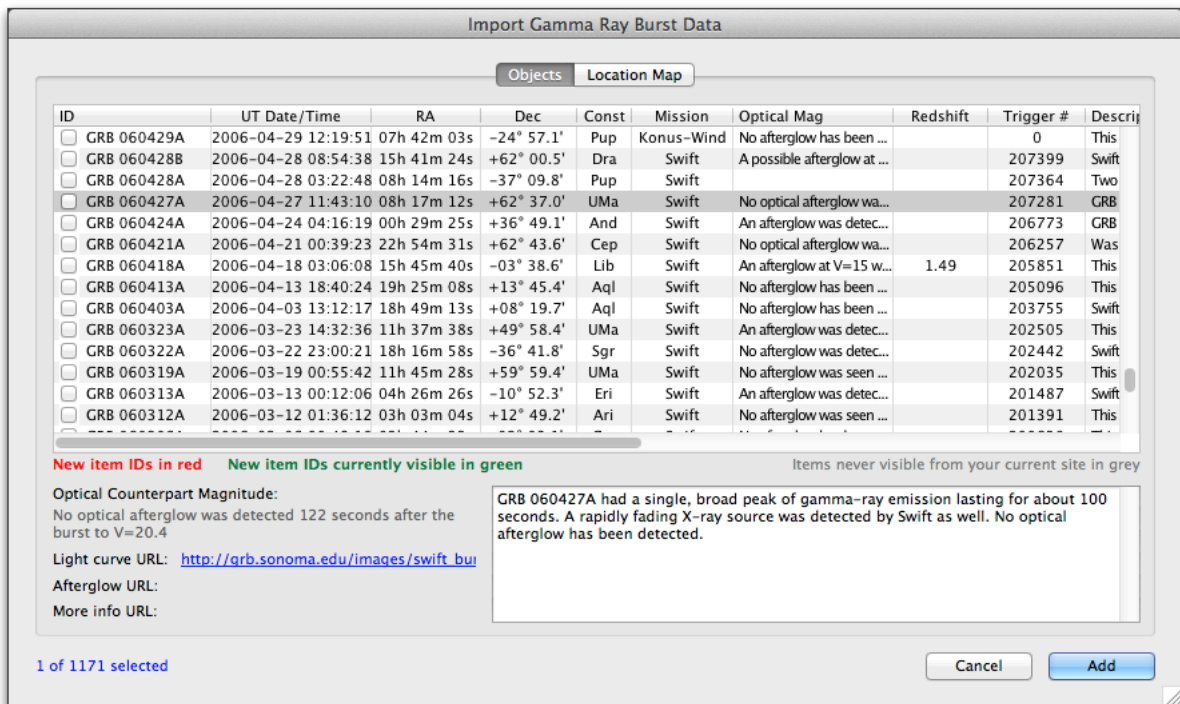 Import Gamma Ray Burst Data
Objects Location Map
ID UT Date/Time RA Dec Const Mission Optical Mag Redshift Trigger # Descrip
GRB 060429A 2006-04-29 12:19:51 07h 42m 03s -24° 57.1' Pup Konus-Wind No afterglow has been ... 0 This
GRB 060428B 2006-04-28 08:54:38 15h 41m 24s +62° 00.5' Dra Swift A possible afterglow at ... 207399 Swift
GRB 060428A 2006-04-28 03:22:48 08h 14m 16s -37° 09.8' Pup Swift 207364 Two
GRB 060427A 2006-04-27 11:43:10 08h 17m 12s +62° 37.0' UMa Swift No optical afterglow wa... 207281 GRB
GRB 060424A 2006-04-24 04:16:19 00h 29m 25s +36° 49.1' And Swift An afterglow was detec... 206773 GRB
GRB 060421A 2006-04-21 00:39:23 22h 54m 31s +62° 43.6' Cep Swift No optical afterglow wa... 206257 Was
GRB 060418A 2006-04-18 03:06:08 15h 45m 40s -03° 38.6' Lib Swift An afterglow at V=15 w... 1.49 205851 This
GRB 060413A 2006-04-13 18:40:24 19h 25m 08s +13° 45.4' Aql Swift No afterglow has been ... 205096 This
GRB 060403A 2006-04-03 13:12:17 18h 49m 13s +08° 19.7' Aql Swift No afterglow has been ... 203755 Swift
GRB 060323A 2006-03-23 14:32:36 11h 37m 38s +49° 58.4' UMa Swift An afterglow was detec... 202505 This
GRB 060322A 2006-03-22 23:00:21 18h 16m 58s -36° 41.8' Sgr Swift No afterglow was detec... 202442 Swift
GRB 060319A 2006-03-19 00:55:42 11h 45m 28s +59° 59.4' UMa Swift No afterglow was seen ... 202035 This
GRB 060313A 2006-03-13 00:12:06 04h 26m 26s -10° 52.3' Eri Swift An afterglow was detec... 201487 Swift
GRB 060312A 2006-03-12 01:36:12 03h 03m 04s +12° 49.2' Ari Swift No afterglow was seen ... 201391 This
New item IDs in red New item IDs currently visible in green Items never visible from your current site in grey
Optical Counterpart Magnitude:
No optical afterglow was detected 122 seconds after the
burst to V=20.4
Light curve URL: http://grb.sonoma.edu/images/swift_bur
Afterglow URL:
More info URL:
GRB 060427A had a single, broad peak of gamma-ray emission lasting for about 100
seconds. A rapidly fading X-ray source was detected by Swift as well. No optical
afterglow has been detected.
1 of 1171 selected Cancel Add